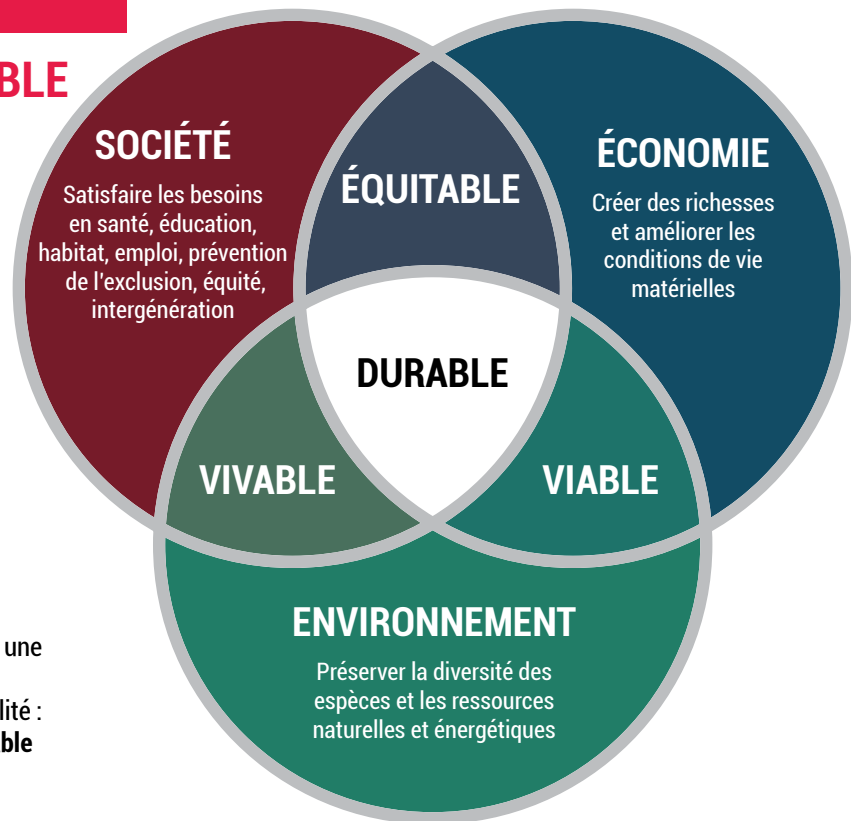 BLE
SOCIÉTÉ
Satisfaire les besoins
en santé, éducation,
habitat, emploi, prévention
de l'exclusion, équité,
intergénération
ÉQUITABLE
ÉCONOMIE
Créer des richesses
et améliorer les
conditions de vie
matérielles
DURABLE
VIVABLE
VIABLE
ENVIRONNEMENT
Préserver la diversité des
espèces et les ressources
naturelles et énergétiques
une
lité :
able